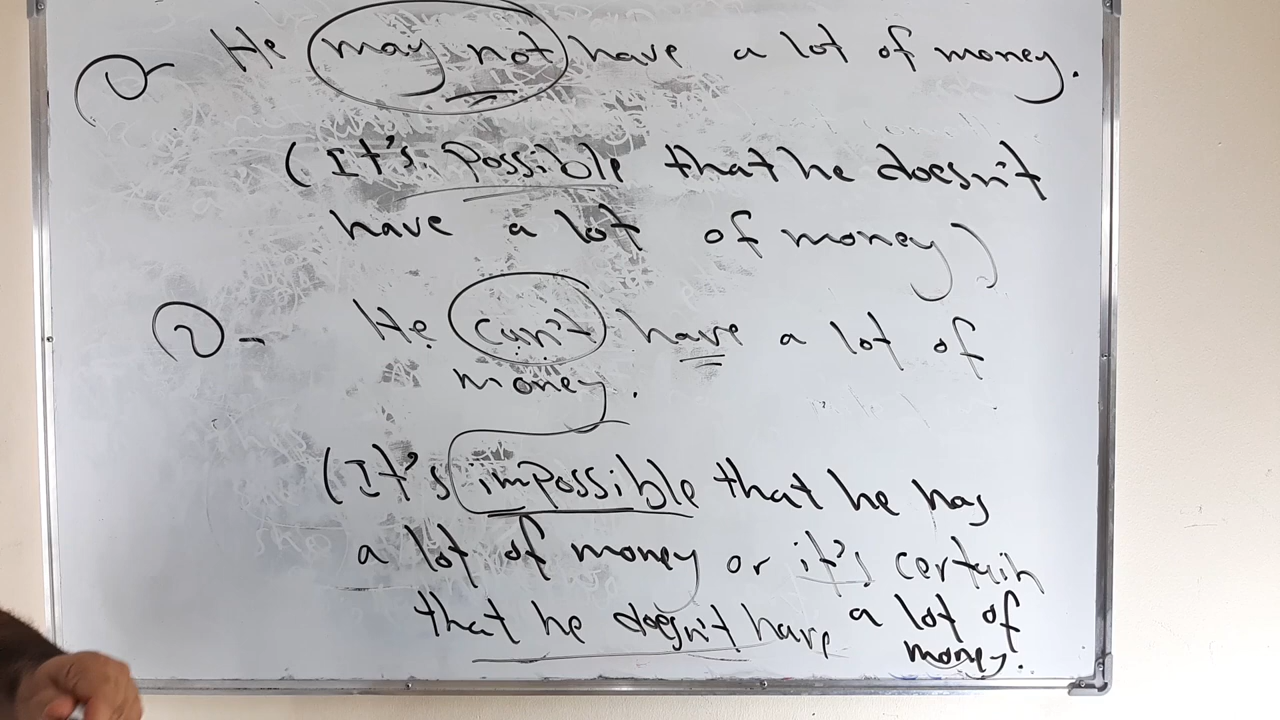 1- He may not have a lot of money.
(It's possible that he doesn't
have a lot of money)
2- He can't have a lot of
money.
(It's impossible that he has
a lot of money or it's certain
that he doesn't have a lot of
money.